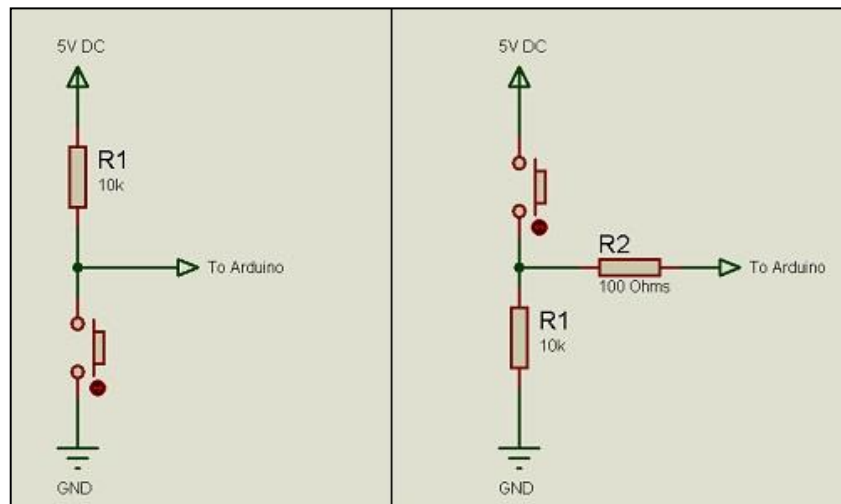 5V DC
R1
10k
To Arduino
GND
5V DC
R2
100 Ohms
To Arduino
R1
10k
GND